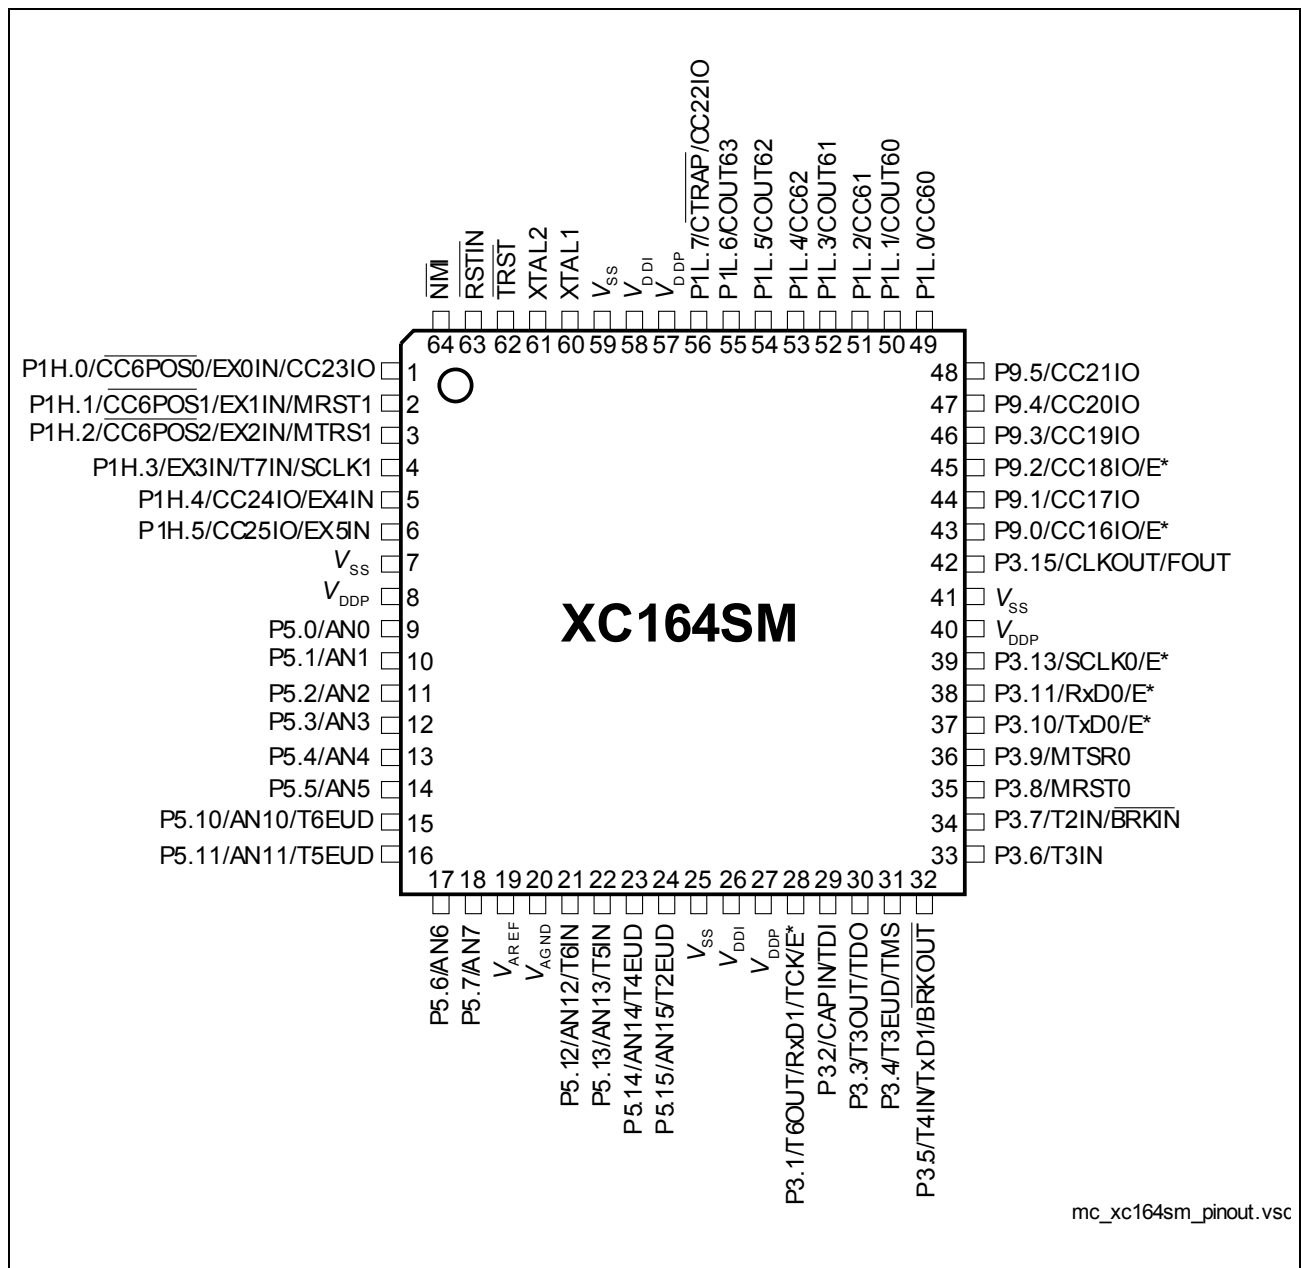 P1L.7/CTRAP/CC22IO
P1L.6/COUT63
P1L.5/COUT62
P1L.4/CC62
P1L.3/COUT61
P1L.2/CC61
P1L.1/COUT60
P1L.0/CC60
NMI
RSTIN
TRST
XTAL2
XTAL1
VSS
VDDI
VDDP
64 63 62 61 60 59 58 57 56 55 54 53 52 51 50 49
P1H.0/CC6POS0/EX0IN/CC23IO 1
P1H.1/CC6POS1/EX1IN/MRST1 2
P1H.2/CC6POS2/EX2IN/MTRS1 3
P1H.3/EX3IN/T7IN/SCLK1 4
P1H.4/CC24IO/EX4IN 5
P1H.5/CC25IO/EX5IN 6
VSS 7
VDDP 8
P5.0/AN0 9
P5.1/AN1 10
P5.2/AN2 11
P5.3/AN3 12
P5.4/AN4 13
P5.5/AN5 14
P5.10/AN10/T6EUD 15
P5.11/AN11/T5EUD 16
XC164SM
48 P9.5/CC21IO
47 P9.4/CC20IO
46 P9.3/CC19IO
45 P9.2/CC18IO/E*
44 P9.1/CC17IO
43 P9.0/CC16IO/E*
42 P3.15/CLKOUT/FOUT
41 VSS
40 VDDP
39 P3.13/SCLK0/E*
38 P3.11/RxD0/E*
37 P3.10/TxD0/E*
36 P3.9/MTSR0
35 P3.8/MRST0
34 P3.7/T2IN/BRKIN
33 P3.6/T3IN
17 18 19 20 21 22 23 24 25 26 27 28 29 30 31 32
P5.6/AN6
P5.7/AN7
VAREF
VAGND
P5.12/AN12/T6IN
P5.13/AN13/T5IN
P5.14/AN14/T4EUD
P5.15/AN15/T2EUD
VSS
VDDI
VDDP
P3.1/T6OUT/RxD1/TCK/E*
P3.2/CAPIN/TDI
P3.3/T3OUT/TDO
P3.4/T3EUD/TMS
P3.5/T4IN/TxD1/BRKOUT
mc_xc164sm_pinout.vsd